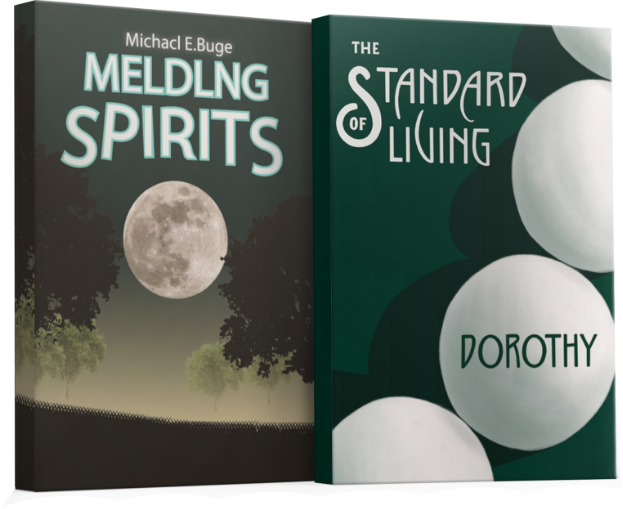 Michacl E.Buge
MELDLNG
SPIRITS
THE
STANDARD
OF
LIVING
DOROTHY